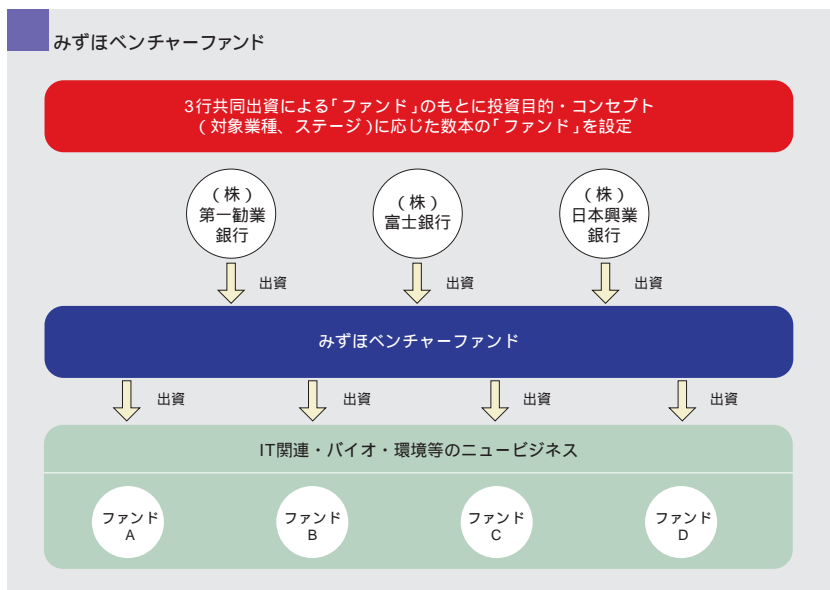 みずほベンチャーファンド
3行共同出資による「ファンド」のもとに投資目的・コンセプト
(対象業種、ステージ)に応じた数本の「ファンド」を設定
(株)
第一勧業
銀行
(株)
富士銀行
(株)
日本興業
銀行
出資
出資
出資
みずほベンチャーファンド
出資
出資
出資
出資
IT関連・バイオ・環境等のニュービジネス
ファンド
A
ファンド
B
ファンド
C
ファンド
D